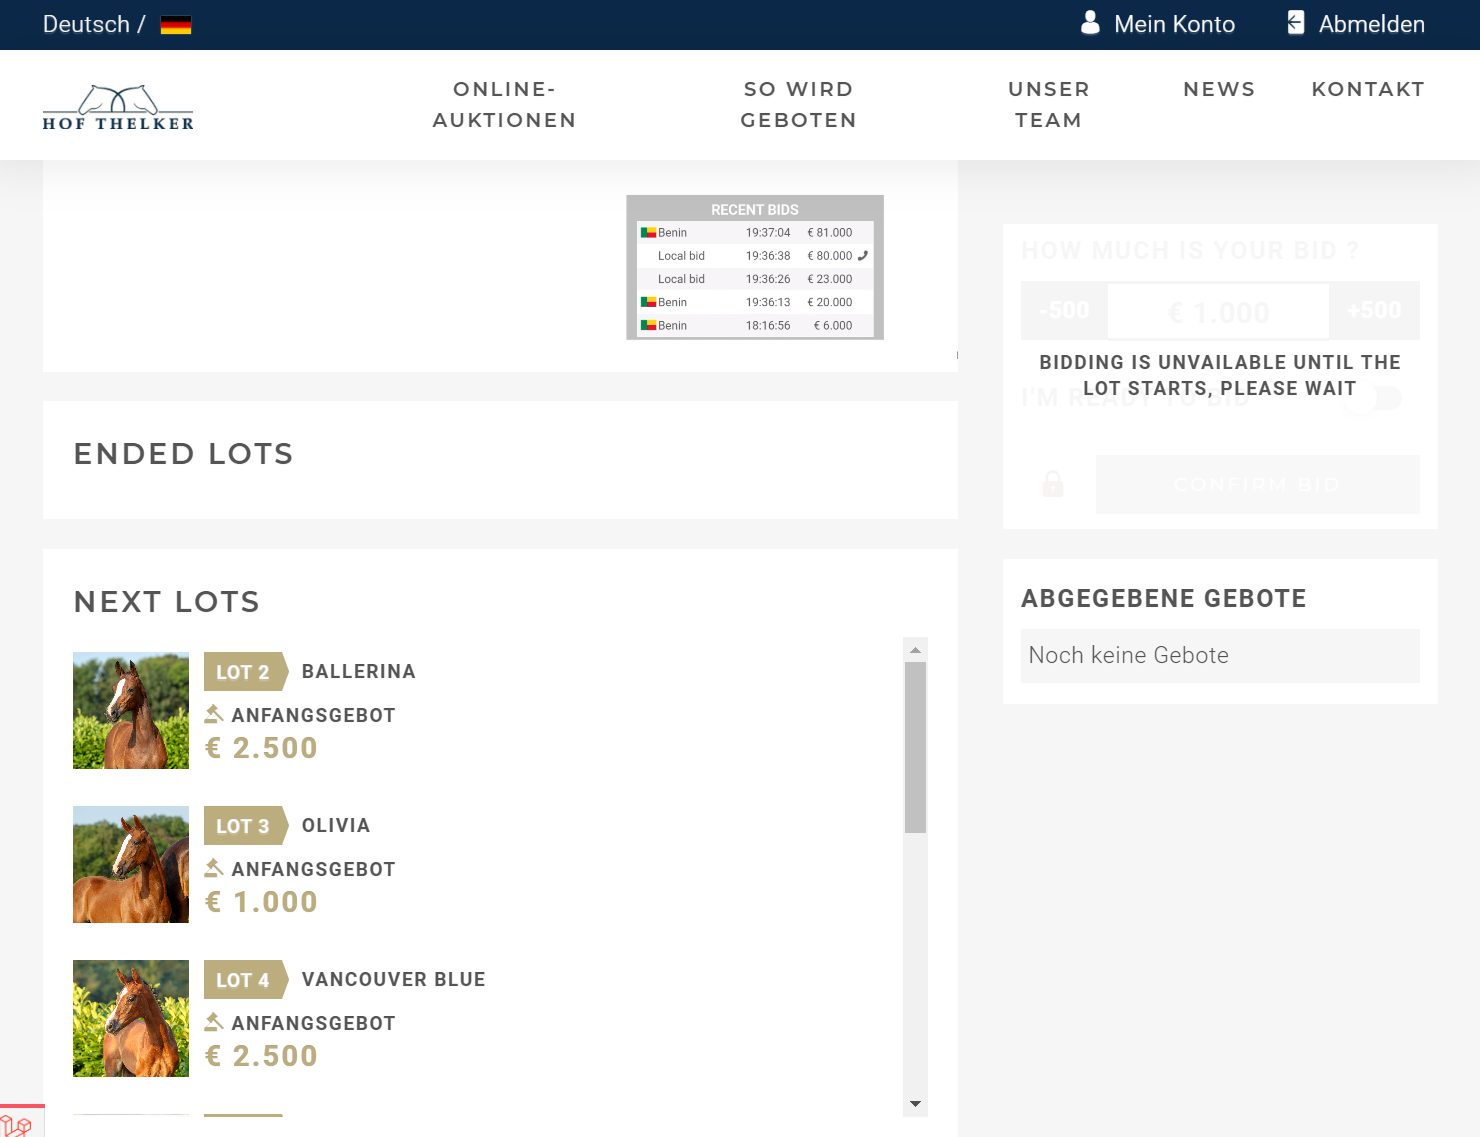 Deutsch /
Mein Konto
Abmelden
HOF THELKER
ONLINE-
AUKTIONEN
SO WIRD
GEBOTEN
UNSER
TEAM
NEWS
KONTAKT
RECENT BIDS
Benin 19:37:04 € 81.000
Local bid 19:36:38 € 80.000
Local bid 19:36:26 € 23.000
Benin 19:36:13 € 20.000
Benin 18:16:56 € 6.000
ENDED LOTS
NEXT LOTS
LOT 2 BALLERINA
ANFANGSGEBOT
€ 2.500
LOT 3 OLIVIA
ANFANGSGEBOT
€ 1.000
LOT 4 VANCOUVER BLUE
ANFANGSGEBOT
€ 2.500
HOW MUCH IS YOUR BID ?
-500 € 1.000 +500
BIDDING IS UNVAILABLE UNTIL THE
LOT STARTS, PLEASE WAIT
I'M READY TO BID
CONFIRM BID
ABGEGEBENE GEBOTE
Noch keine Gebote